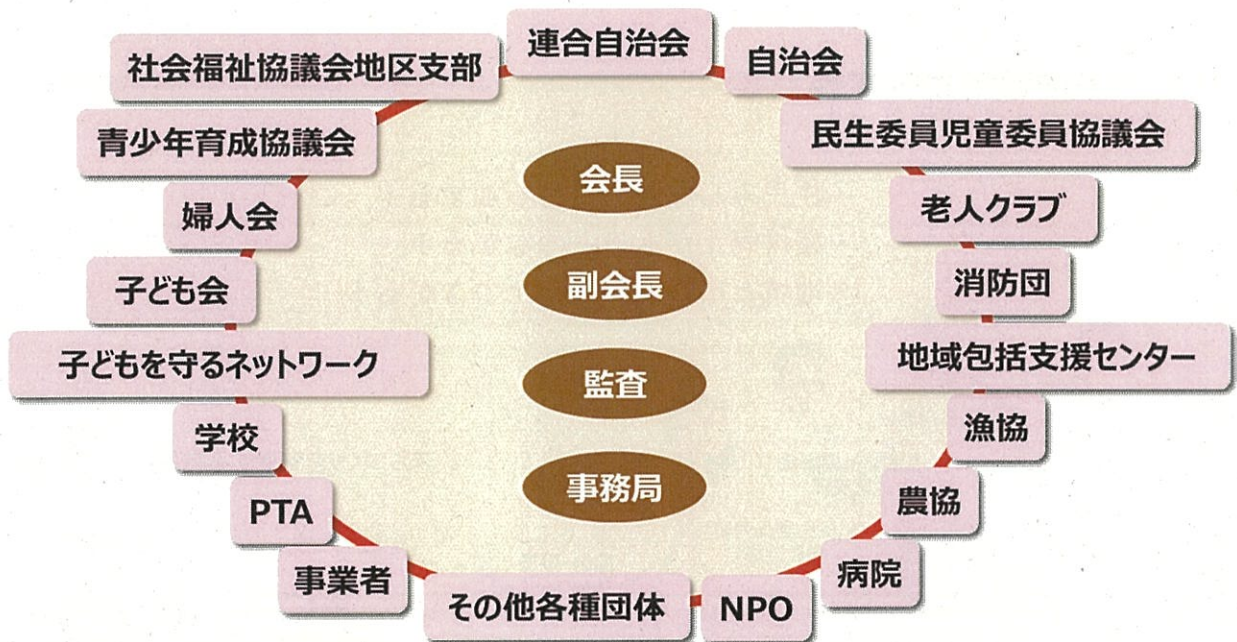 連合自治会
社会福祉協議会地区支部
自治会
青少年育成協議会
民生委員児童委員協議会
会長
婦人会
老人クラブ
子ども会
副会長
消防団
子どもを守るネットワーク
監査
地域包括支援センター
学校
漁協
事務局
PTA
農協
事業者
病院
その他各種団体
NPO